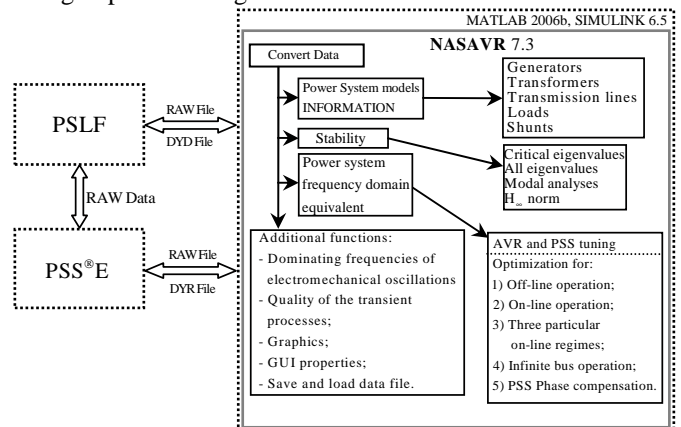 MATLAB 2006b, SIMULINK 6.5
NASAVR 7.3
Convert Data
Power System models
INFORMATION
Generators
Transformers
Transmission lines
Loads
Shunts
Stability
Critical eigenvalues
All eigenvalues
Modal analyses
H∞ norm
Power system
frequency domain
equivalent
PSLF
RAW File
DYD File
RAW Data
PSS®E
RAW File
DYR File
Additional functions:
- Dominating frequencies of
electromechanical oscillations
- Quality of the transient
processes;
- Graphics;
- GUI properties;
- Save and load data file.
AVR and PSS tuning
Optimization for:
1) Off-line operation;
2) On-line operation;
3) Three particular
on-line regimes;
4) Infinite bus operation;
5) PSS Phase compensation.